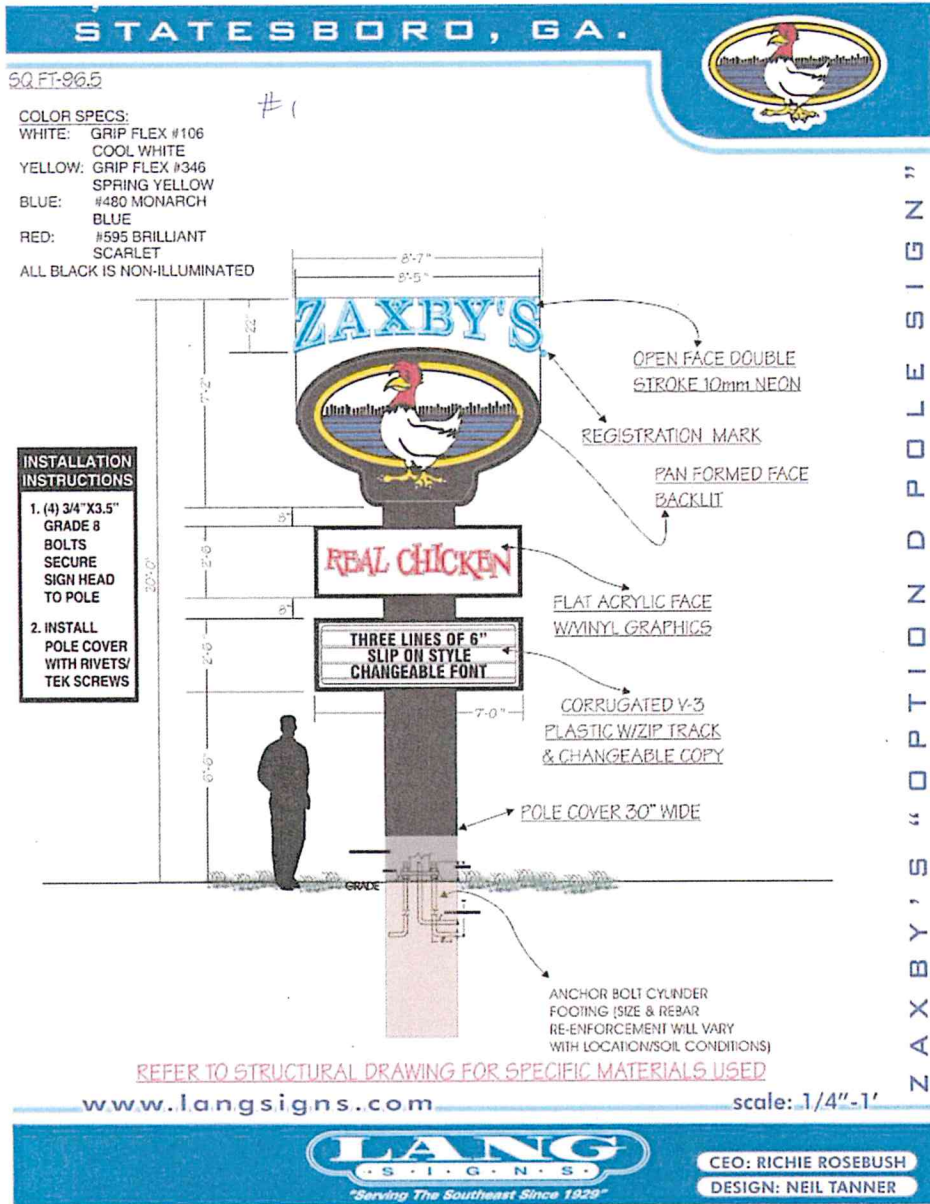 STATESBORO, GA.
SQ FT-96.5
#1
COLOR SPECS:
WHITE: GRIP FLEX #106
COOL WHITE
YELLOW: GRIP FLEX #346
SPRING YELLOW
BLUE: #480 MONARCH
BLUE
RED: #595 BRILLIANT
SCARLET
ALL BLACK IS NON-ILLUMINATED
8'-7"
8'-5"
22"
7'-2"
ZAXBY'S
OPEN FACE DOUBLE
STROKE 10mm NEON
REGISTRATION MARK
PAN FORMED FACE
BACKLIT
INSTALLATION
INSTRUCTIONS
1. (4) 3/4"X3.5"
GRADE 8
BOLTS
SECURE
SIGN HEAD
TO POLE
2. INSTALL
POLE COVER
WITH RIVETS/
TEK SCREWS
20'-0"
8"
2'-6
REAL CHICKEN
FLAT ACRYLIC FACE
W/VINYL GRAPHICS
8"
2'-6
THREE LINES OF 6"
SLIP ON STYLE
CHANGEABLE FONT
7'-0"
CORRUGATED V-3
PLASTIC W/ZIP TRACK
& CHANGEABLE COPY
6'-6"
POLE COVER 30" WIDE
GRADE
ANCHOR BOLT CYLINDER
FOOTING (SIZE & REBAR
RE-ENFORCEMENT WILL VARY
WITH LOCATION/SOIL CONDITIONS)
REFER TO STRUCTURAL DRAWING FOR SPECIFIC MATERIALS USED
www.langsigns.com
scale: 1/4"-1'
ZAXBY'S "OPTION D POLE SIGN"
LANG
S·I·G·N·S
"Serving The Southeast Since 1929"
CEO: RICHIE ROSEBUSH
DESIGN: NEIL TANNER